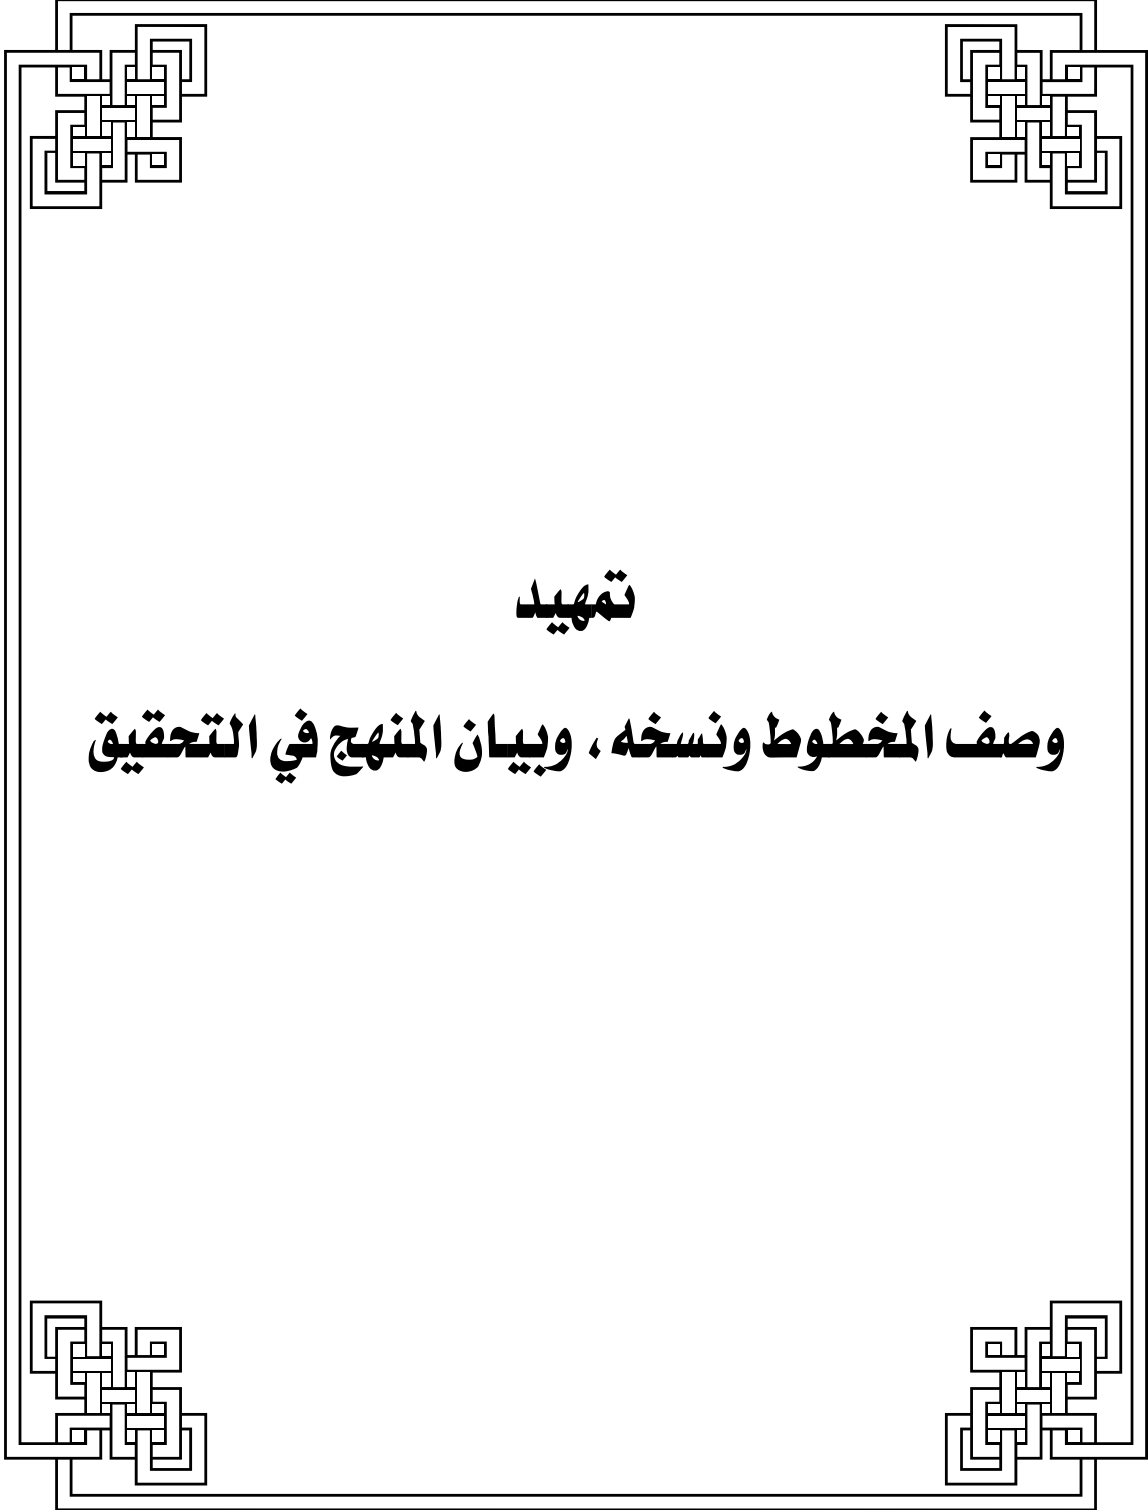 تمهيد
وصف المخطوط ونسخه ، وبيان المنهج في التحقيق